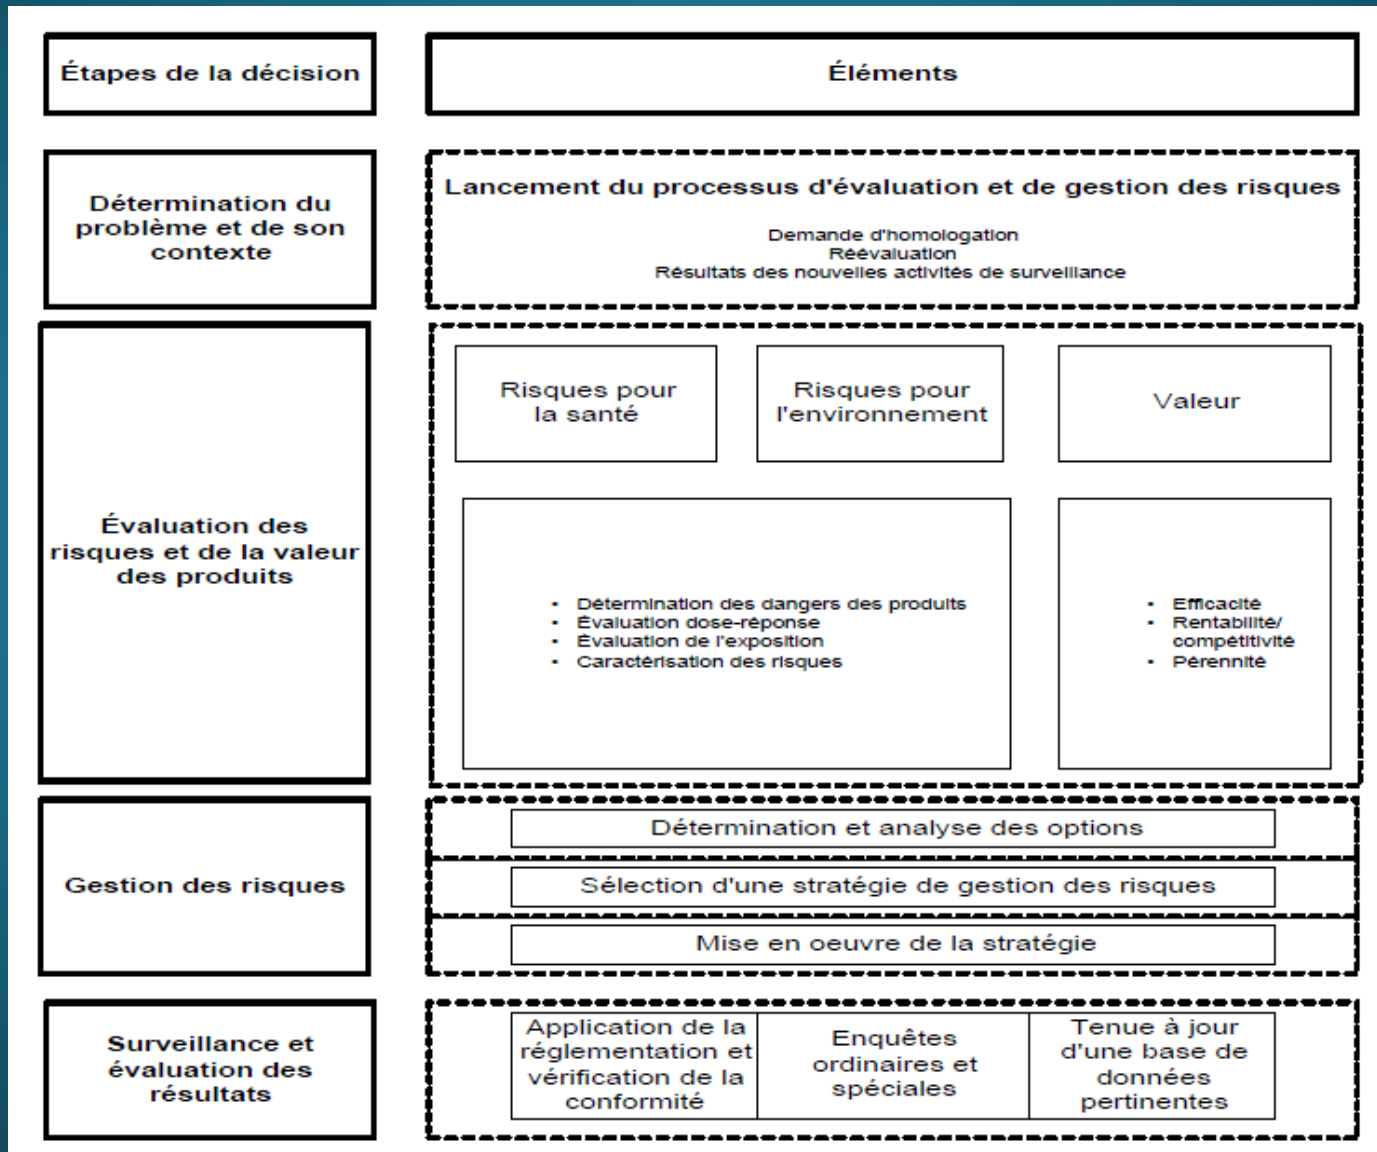 Étapes de la décision
Éléments
Détermination du
problème et de son
contexte
Lancement du processus d'évaluation et de gestion des risques
Demande d'homologation
Réévaluation
Résultats des nouvelles activités de surveillance
Évaluation des
risques et de la valeur
des produits
Risques pour
la santé
Risques pour
l'environnement
Valeur
• Détermination des dangers des produits
• Évaluation dose-réponse
• Évaluation de l'exposition
• Caractérisation des risques
• Efficacité
• Rentabilité/
compétitivité
• Pérennité
Gestion des risques
Détermination et analyse des options
Sélection d'une stratégie de gestion des risques
Mise en oeuvre de la stratégie
Surveillance et
évaluation des
résultats
Application de la
réglementation et
vérification de la
conformité
Enquêtes
ordinaires et
spéciales
Tenue à jour
d'une base de
données
pertinentes